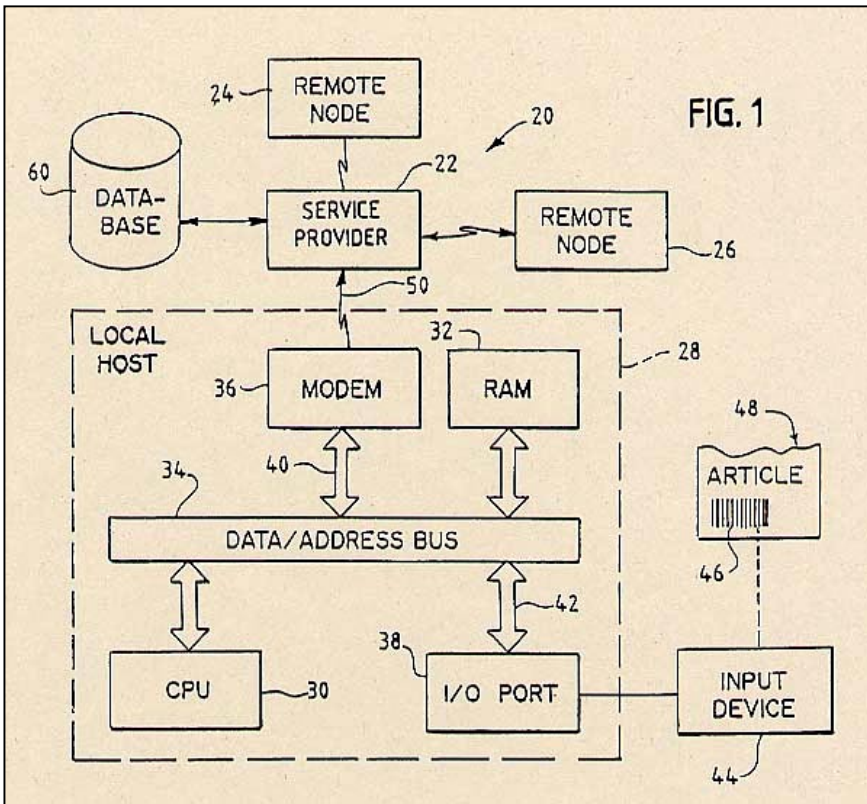 FIG. 1
24
REMOTE
NODE
20
60
DATA-
BASE
22
SERVICE
PROVIDER
REMOTE
NODE
26
50
LOCAL
HOST
28
36
MODEM
32
RAM
40
34
DATA/ADDRESS BUS
48
ARTICLE
46
42
CPU
30
38
I/O PORT
INPUT
DEVICE
44